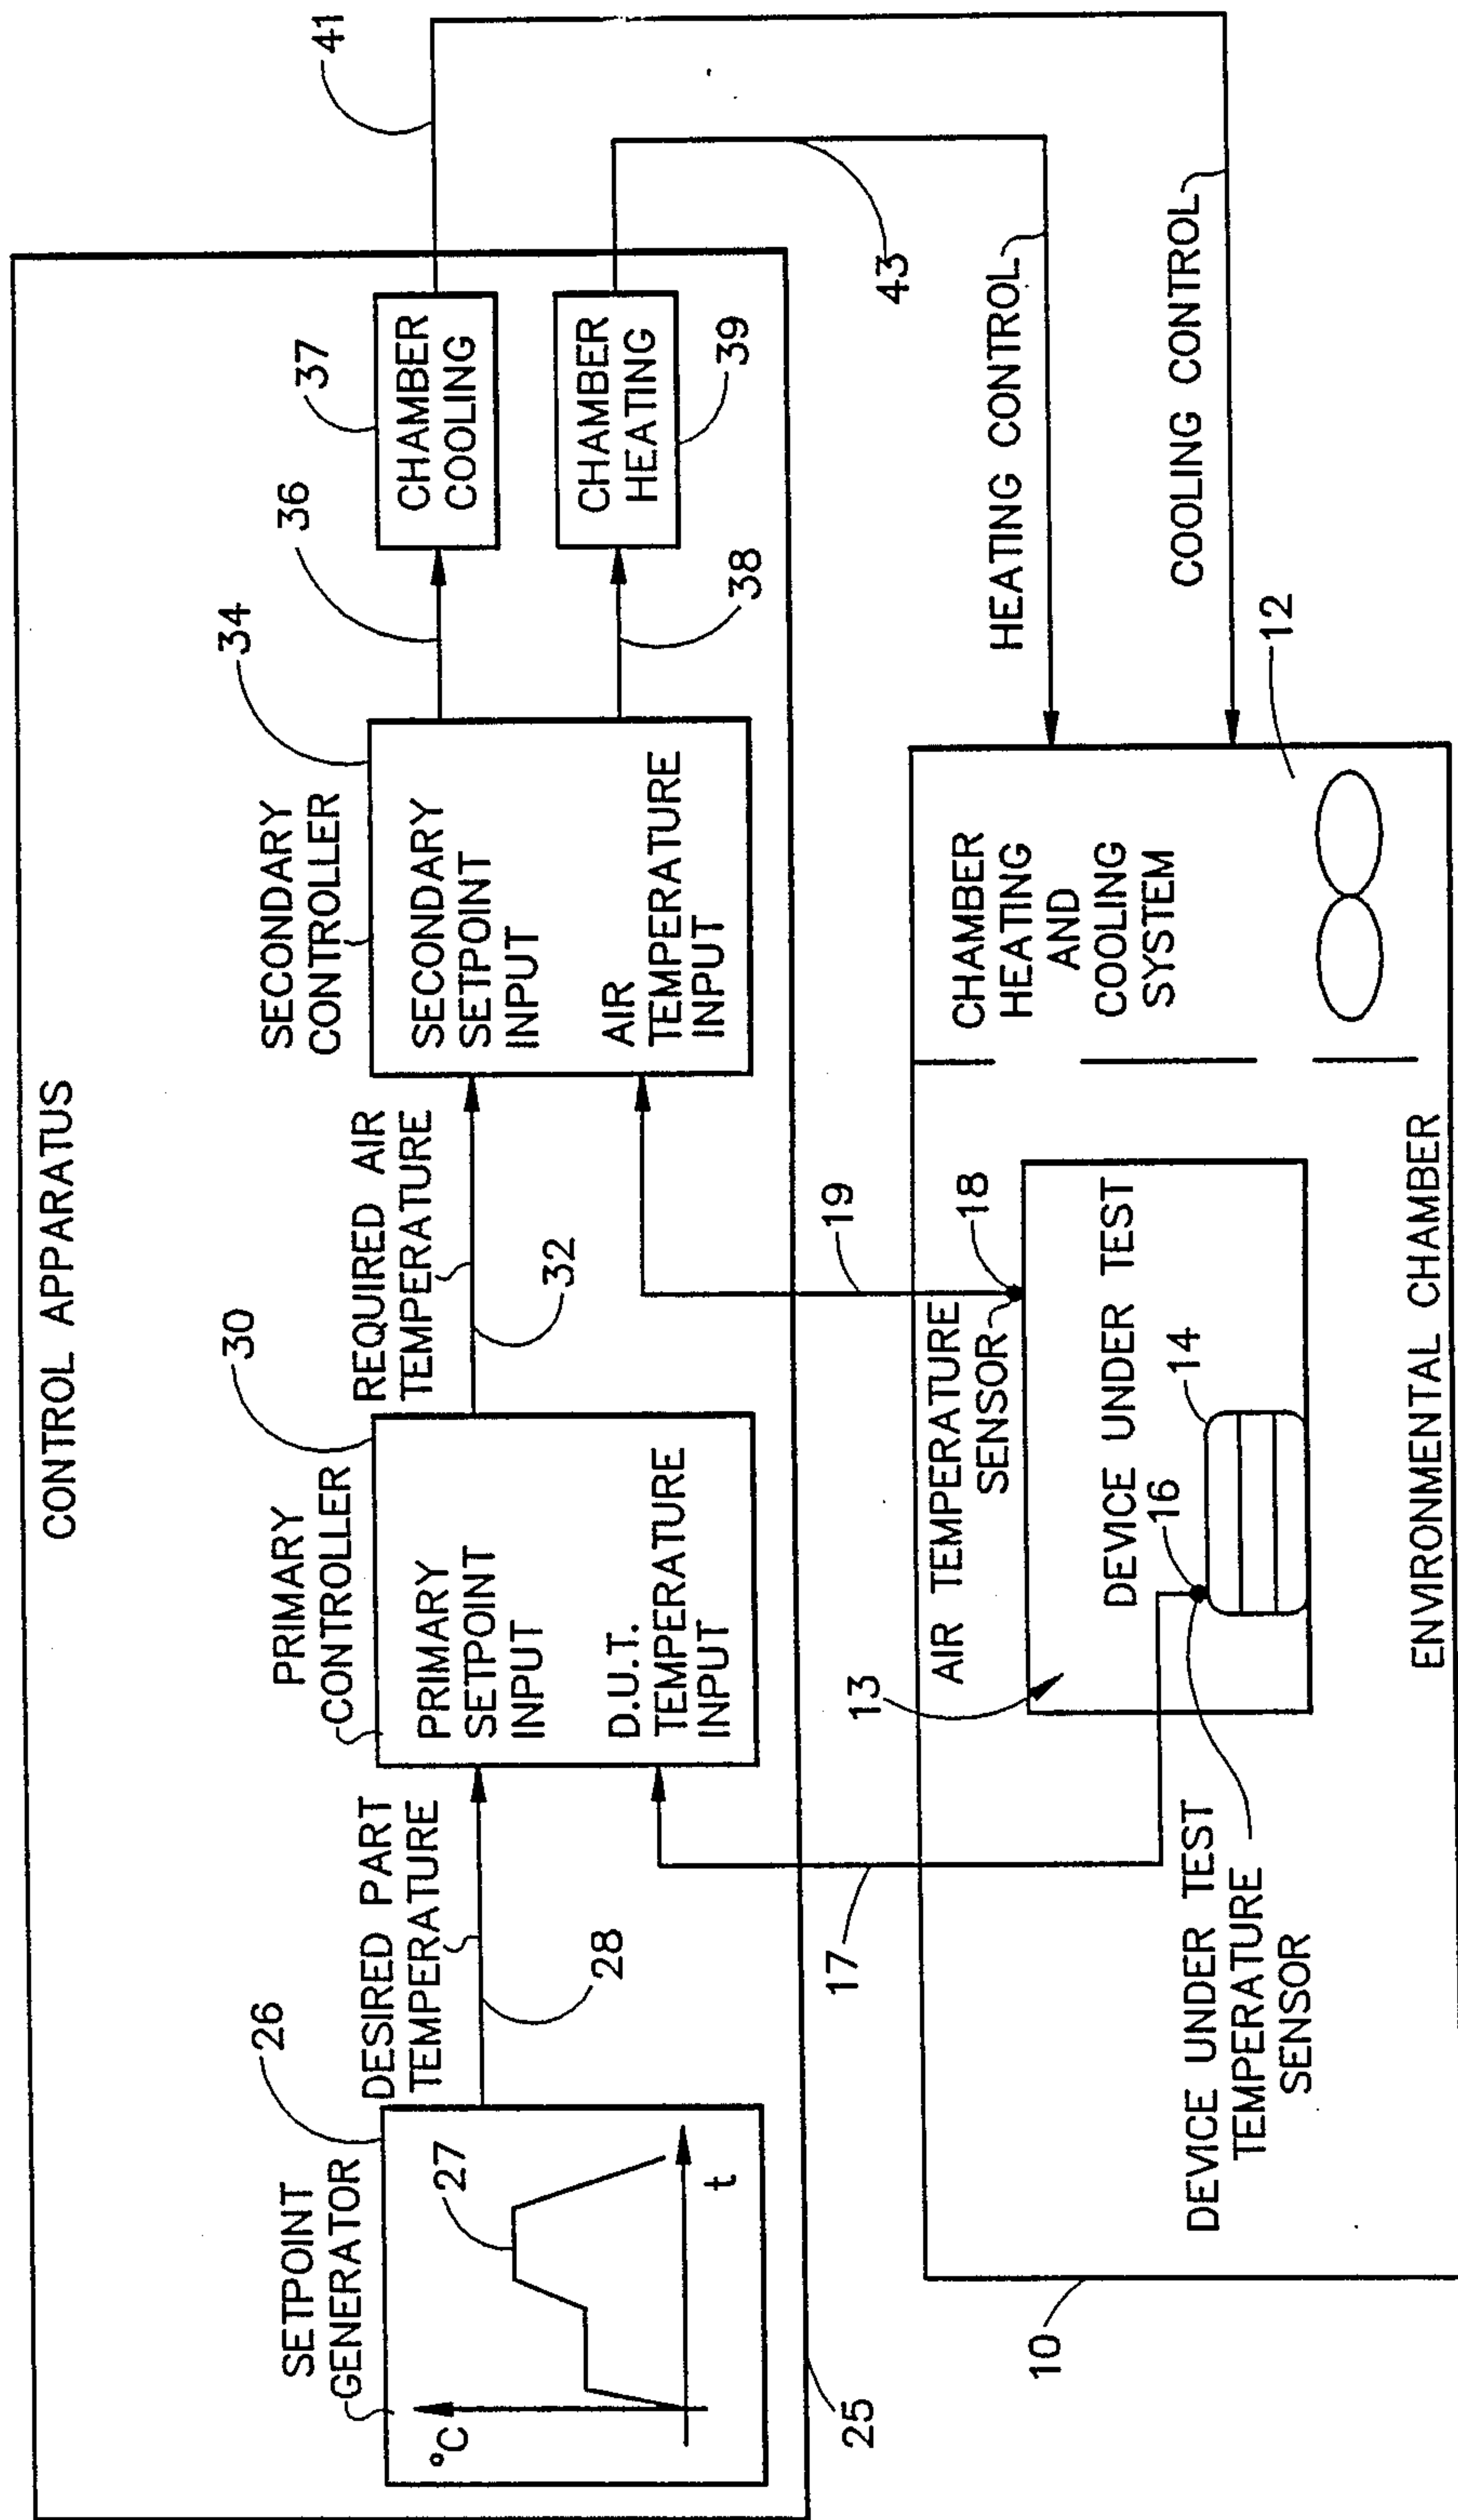 CONTROL APPARATUS
SETPOINT
GENERATOR
26
°C
27
t
25
DESIRED PART
TEMPERATURE
28
PRIMARY
CONTROLLER
30
PRIMARY
SETPOINT
INPUT
D.U.T.
TEMPERATURE
INPUT
REQUIRED AIR
TEMPERATURE
32
SECONDARY
CONTROLLER
34
SECONDARY
SETPOINT
INPUT
AIR
TEMPERATURE
INPUT
36
38
37
CHAMBER
COOLING
CHAMBER
HEATING
39
41
43
HEATING CONTROL
COOLING CONTROL
17
19
10
13
AIR TEMPERATURE
SENSOR
18
DEVICE UNDER TEST
16
14
DEVICE UNDER TEST
TEMPERATURE
SENSOR
CHAMBER
HEATING
AND
COOLING
SYSTEM
12
ENVIRONMENTAL CHAMBER